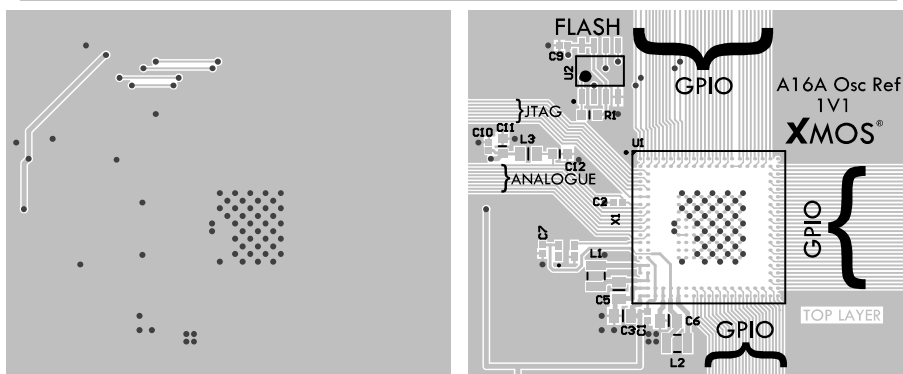 FLASH
C9
U2
GPIO
A16A Osc Ref
1V1
XMOS®
R1
JTAG
C10
C11
L3
U1
C12
ANALOGUE
C2
X1
GPIO
C7
L1
C5
TOP LAYER
C3
C1
C6
GPIO
L2